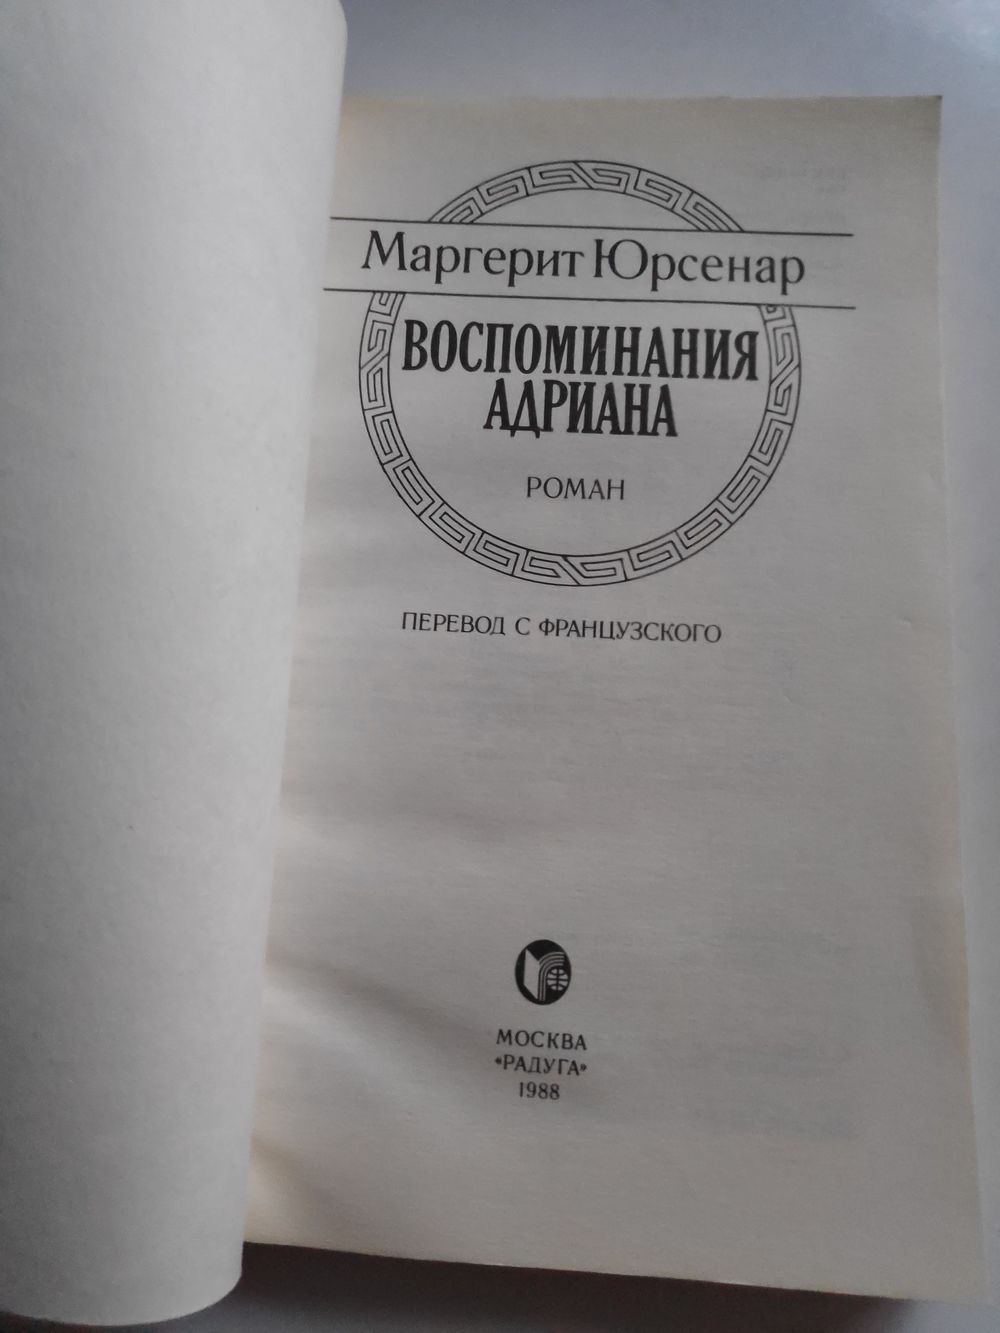 Маргерит Юрсенар
ВОСПОМИНАНИЯ
АДРИАНА
РОМАН
ПЕРЕВОД С ФРАНЦУЗСКОГО
МОСКВА
«РАДУГА»
1988